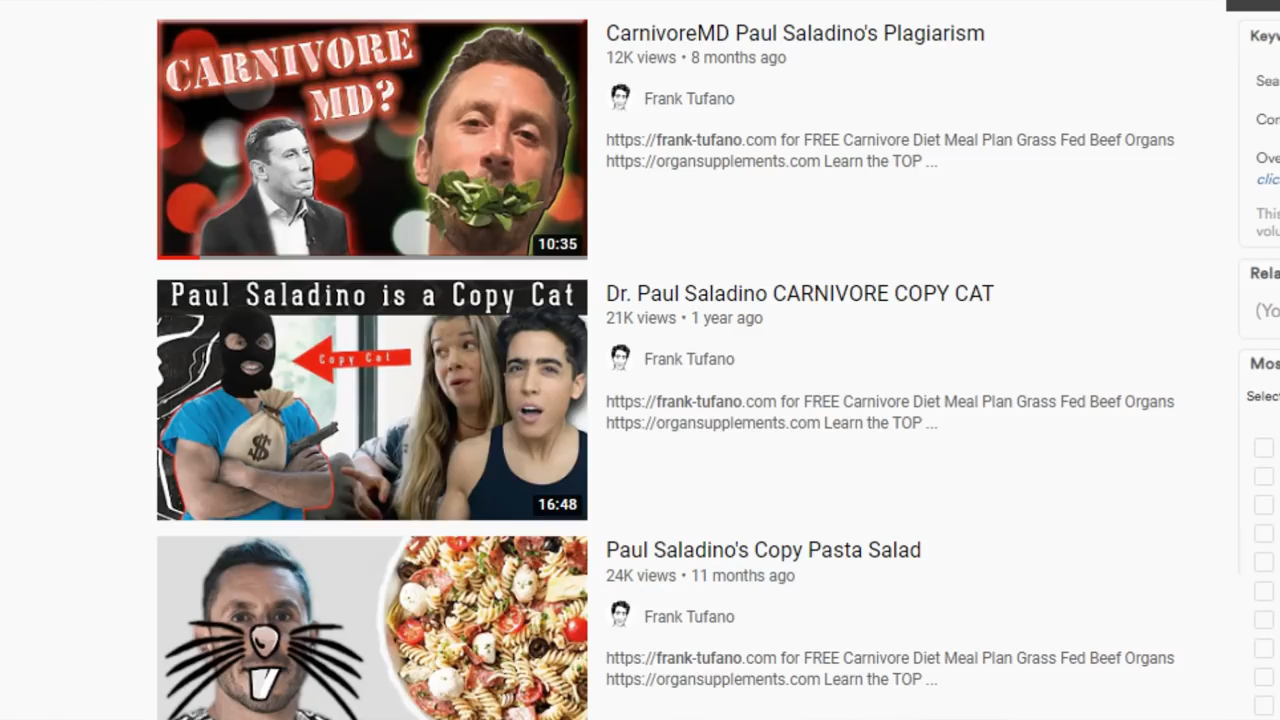 CARNIVORE
MD?
10:35
CarnivoreMD Paul Saladino's Plagiarism
12K views • 8 months ago
Frank Tufano
https://frank-tufano.com for FREE Carnivore Diet Meal Plan Grass Fed Beef Organs
https://organsupplements.com Learn the TOP ...
Paul Saladino is a Copy Cat
Copy Cat
$
16:48
Dr. Paul Saladino CARNIVORE COPY CAT
21K views • 1 year ago
Frank Tufano
https://frank-tufano.com for FREE Carnivore Diet Meal Plan Grass Fed Beef Organs
https://organsupplements.com Learn the TOP ...
Paul Saladino's Copy Pasta Salad
24K views • 11 months ago
Frank Tufano
https://frank-tufano.com for FREE Carnivore Diet Meal Plan Grass Fed Beef Organs
https://organsupplements.com Learn the TOP ...